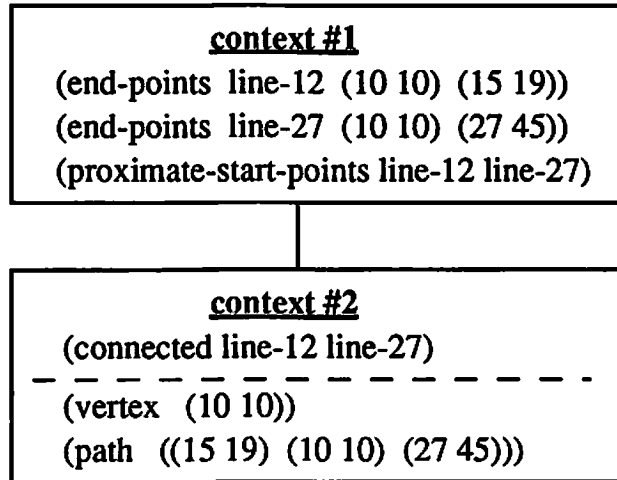 context #1
(end-points line-12 (10 10) (15 19))
(end-points line-27 (10 10) (27 45))
(proximate-start-points line-12 line-27)
context #2
(connected line-12 line-27)
(vertex (10 10))
(path ((15 19) (10 10) (27 45)))